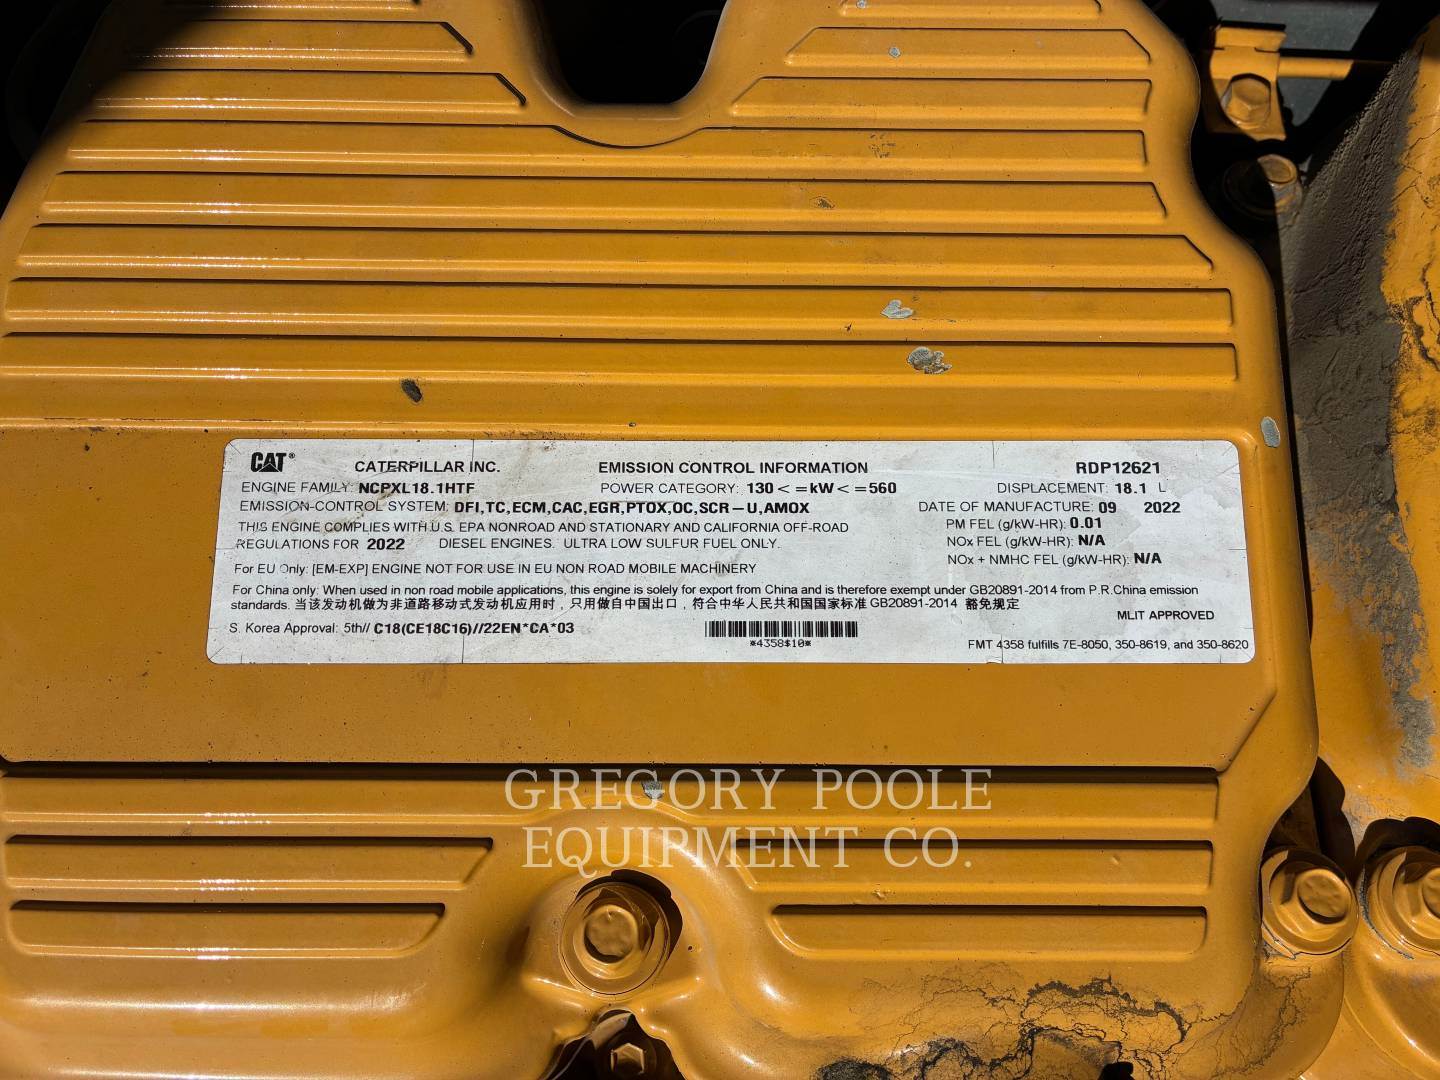 CAT® CATERPILLAR INC. EMISSION CONTROL INFORMATION RDP12621
ENGINE FAMILY: NCPXL18.1HTF POWER CATEGORY: 130<=kW<=560 DISPLACEMENT: 18.1 L
EMISSION-CONTROL SYSTEM: DFI,TC,ECM,CAC,EGR,PTOX,OC,SCR-U,AMOX DATE OF MANUFACTURE: 09 2022
THIS ENGINE COMPLIES WITH U.S. EPA NONROAD AND STATIONARY AND CALIFORNIA OFF-ROAD PM FEL (g/kW-HR): 0.01
REGULATIONS FOR 2022 DIESEL ENGINES. ULTRA LOW SULFUR FUEL ONLY. NOx FEL (g/kW-HR): N/A
For EU Only: [EM-EXP] ENGINE NOT FOR USE IN EU NON ROAD MOBILE MACHINERY NOx + NMHC FEL (g/kW-HR): N/A
For China only: When used in non road mobile applications, this engine is solely for export from China and is therefore exempt under GB20891-2014 from P.R.China emission
standards. 当该发动机做为非道路移动式发动机应用时，只用做自中国出口，符合中华人民共和国国家标准 GB20891-2014 豁免规定
MLIT APPROVED
S. Korea Approval: 5th// C18(CE18C16)//22EN*CA*03
*4358$10*
FMT 4358 fulfills 7E-8050, 350-8619, and 350-8620
GREGORY POOLE
EQUIPMENT CO.